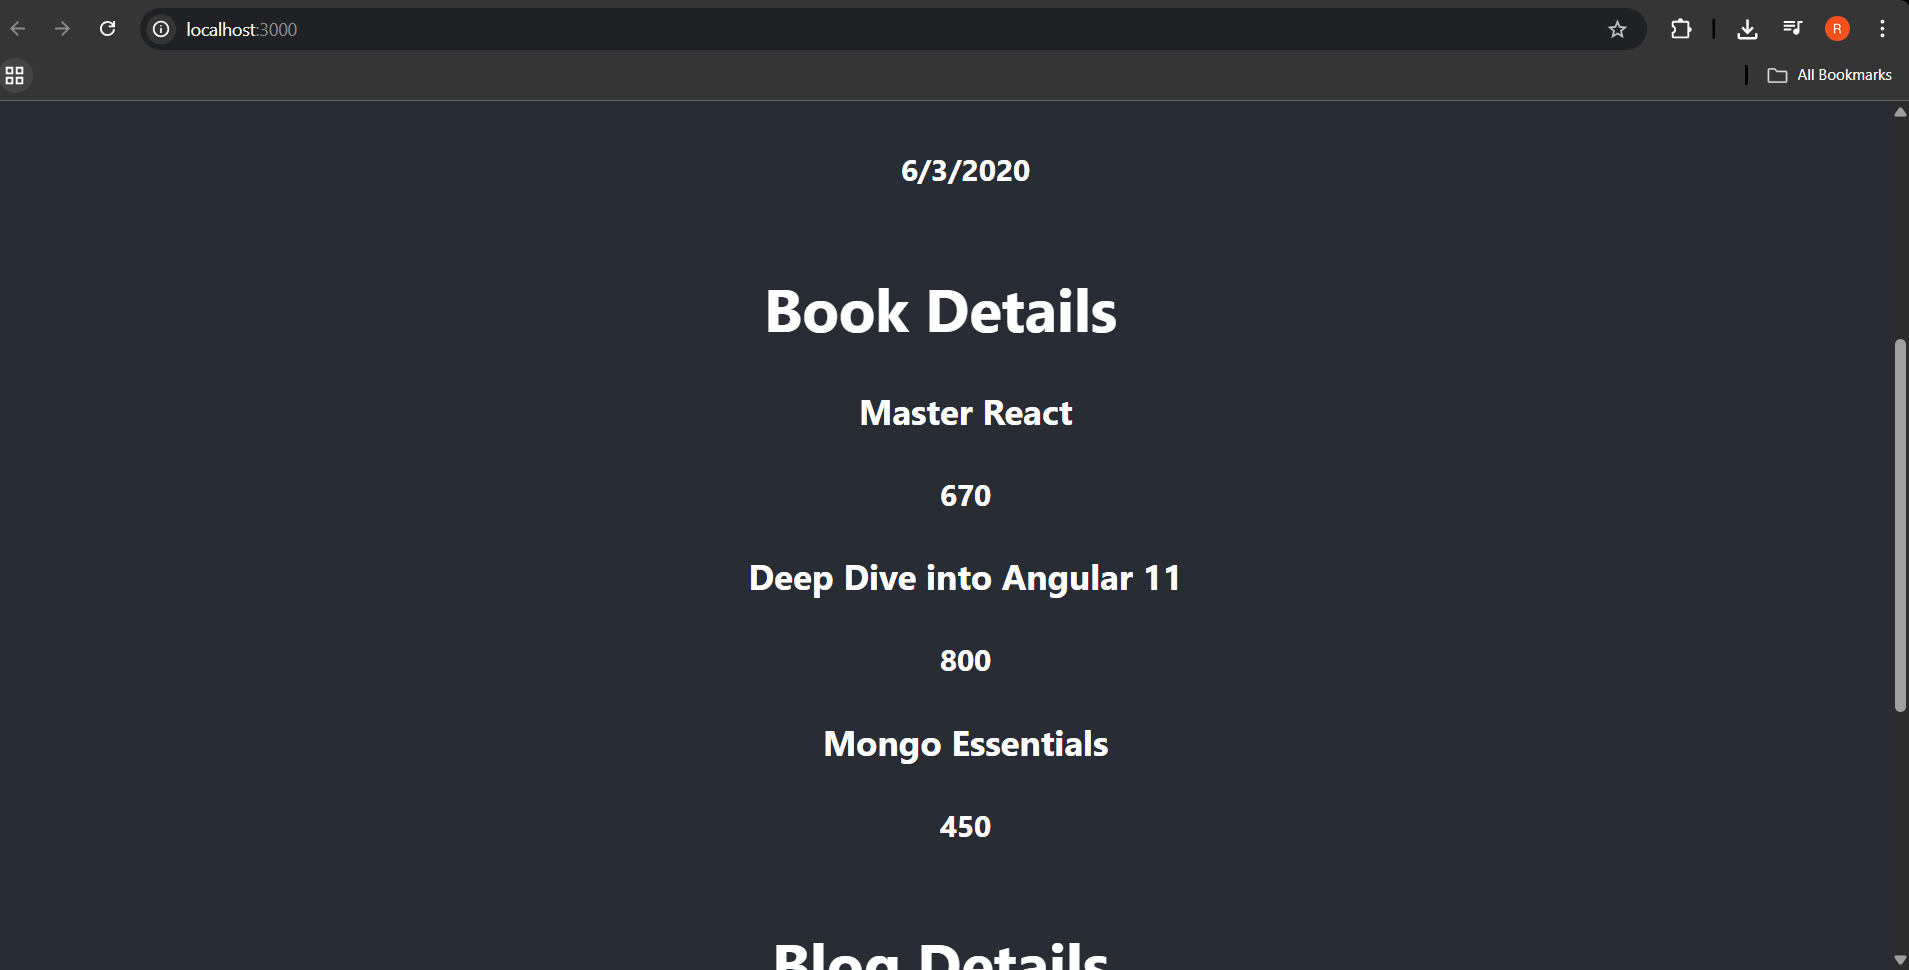 localhost:3000
R
All Bookmarks
6/3/2020
Book Details
Master React
670
Deep Dive into Angular 11
800
Mongo Essentials
450
Blog Details